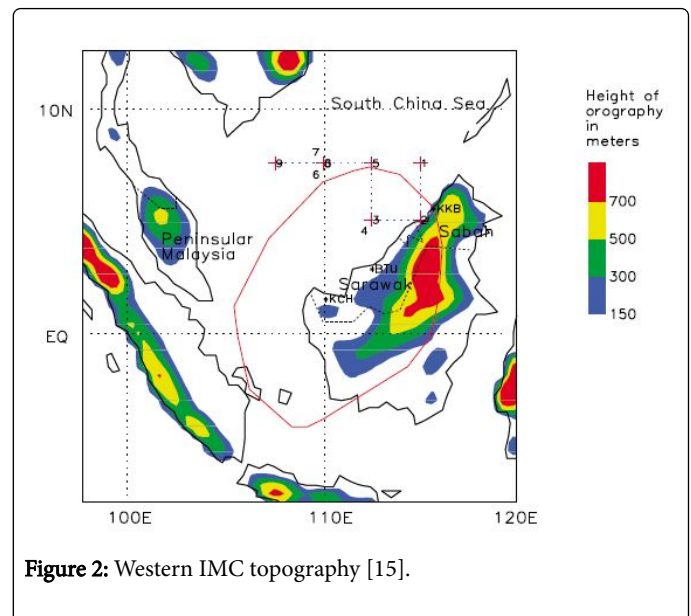 South China Sea
10N
7
9
8
5
1
6
3
2
4
KKB
Sabah
Peninsular
Malaysia
BTU
Sarawak
KCH
EQ
100E
110E
120E
Height of
orography
in
meters
700
500
300
150
Figure 2: Western IMC topography [15].